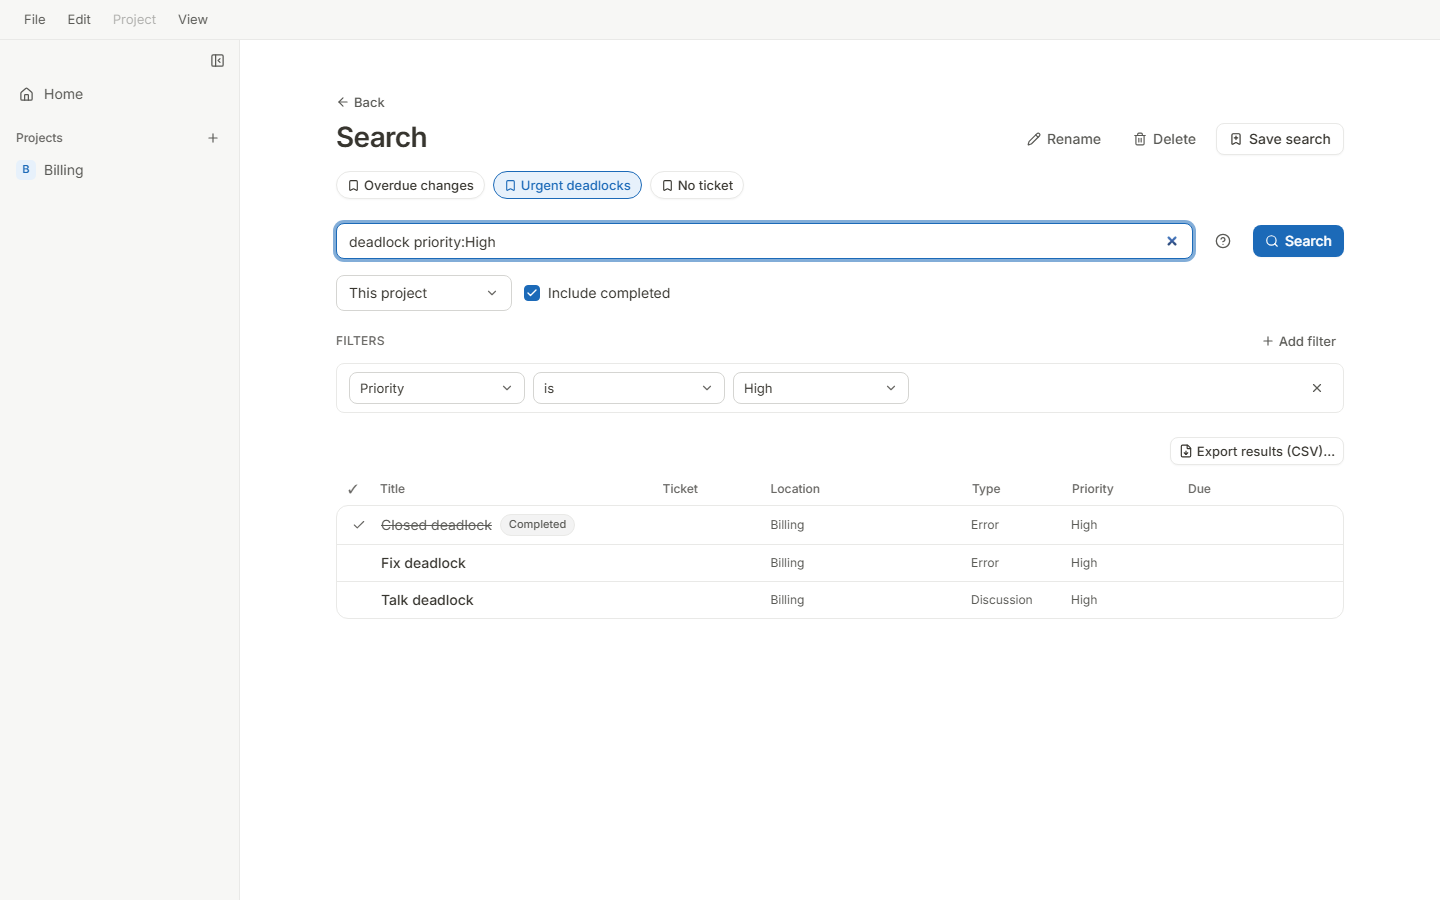 File Edit Project View
Home
Projects
B Billing
Back
Search
Rename Delete Save search
Overdue changes Urgent deadlocks No ticket
deadlock priority:High
Search
This project Include completed
FILTERS Add filter
Priority is High
Export results (CSV)...
✓ Title Ticket Location Type Priority Due
Closed deadlock Completed Billing Error High
Fix deadlock Billing Error High
Talk deadlock Billing Discussion High